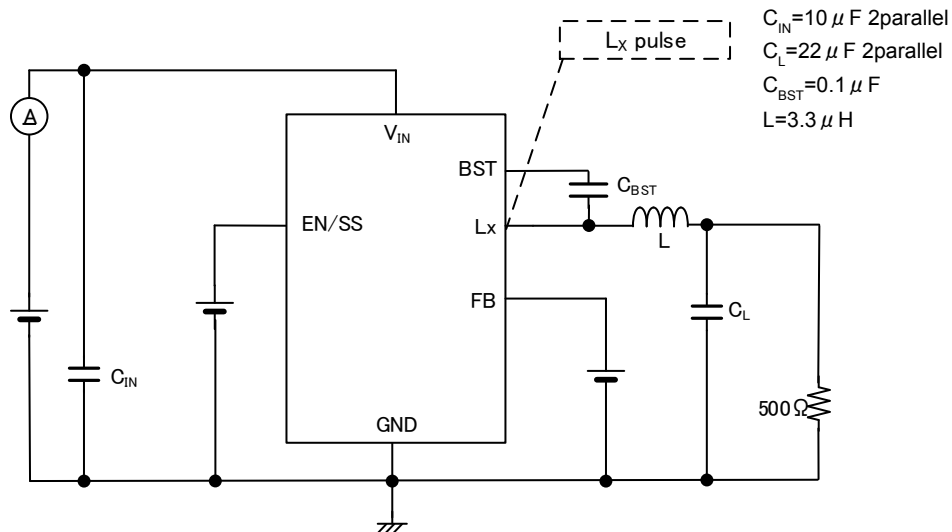 C_IN=10 μF 2parallel
C_L=22 μF 2parallel
C_BST=0.1 μF
L=3.3 μH
L_X pulse
A
V_IN
BST
C_BST
EN/SS
Lx
L
FB
C_L
C_IN
500Ω
GND